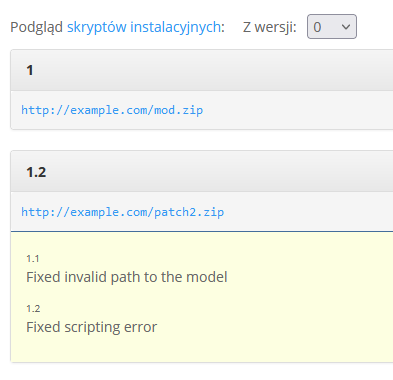 Podgląd skryptów instalacyjnych: Z wersji: 0
1
http://example.com/mod.zip
1.2
http://example.com/patch2.zip
1.1
Fixed invalid path to the model
1.2
Fixed scripting error